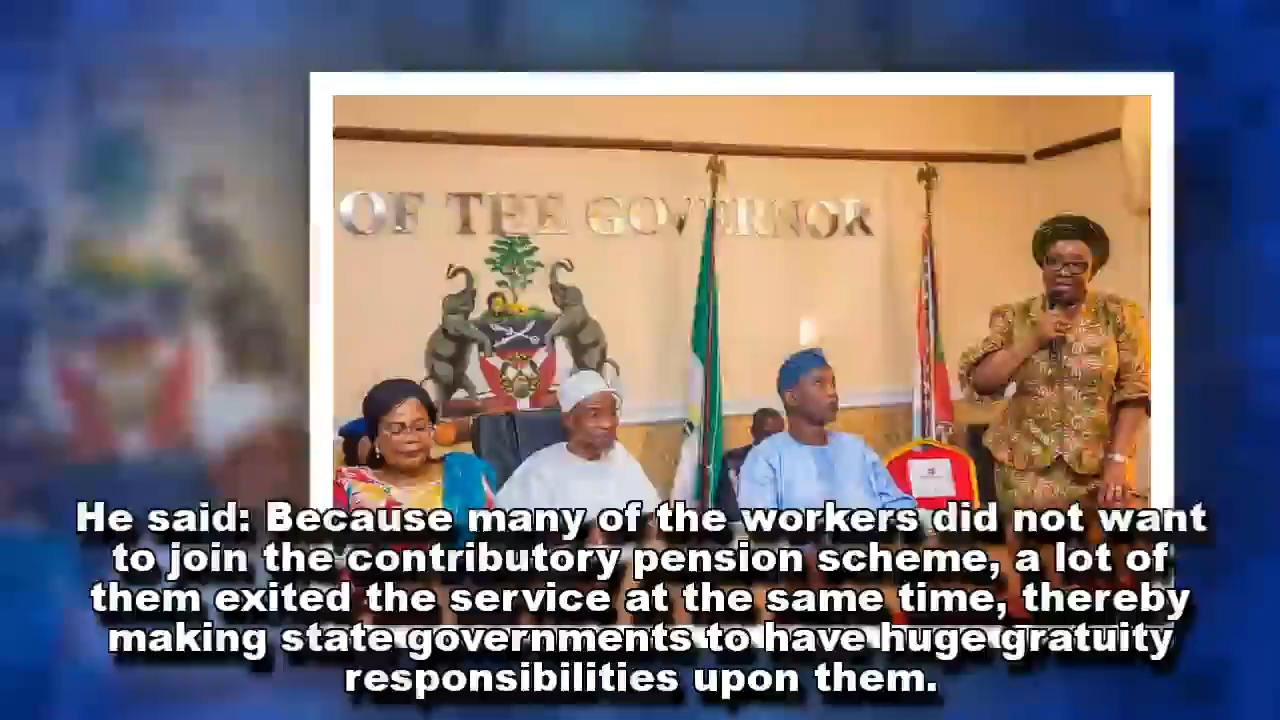 OF THE GOVERNOR
He said: Because many of the workers did not want
to join the contributory pension scheme, a lot of
them exited the service at the same time, thereby
making state governments to have huge gratuity
responsibilities upon them.